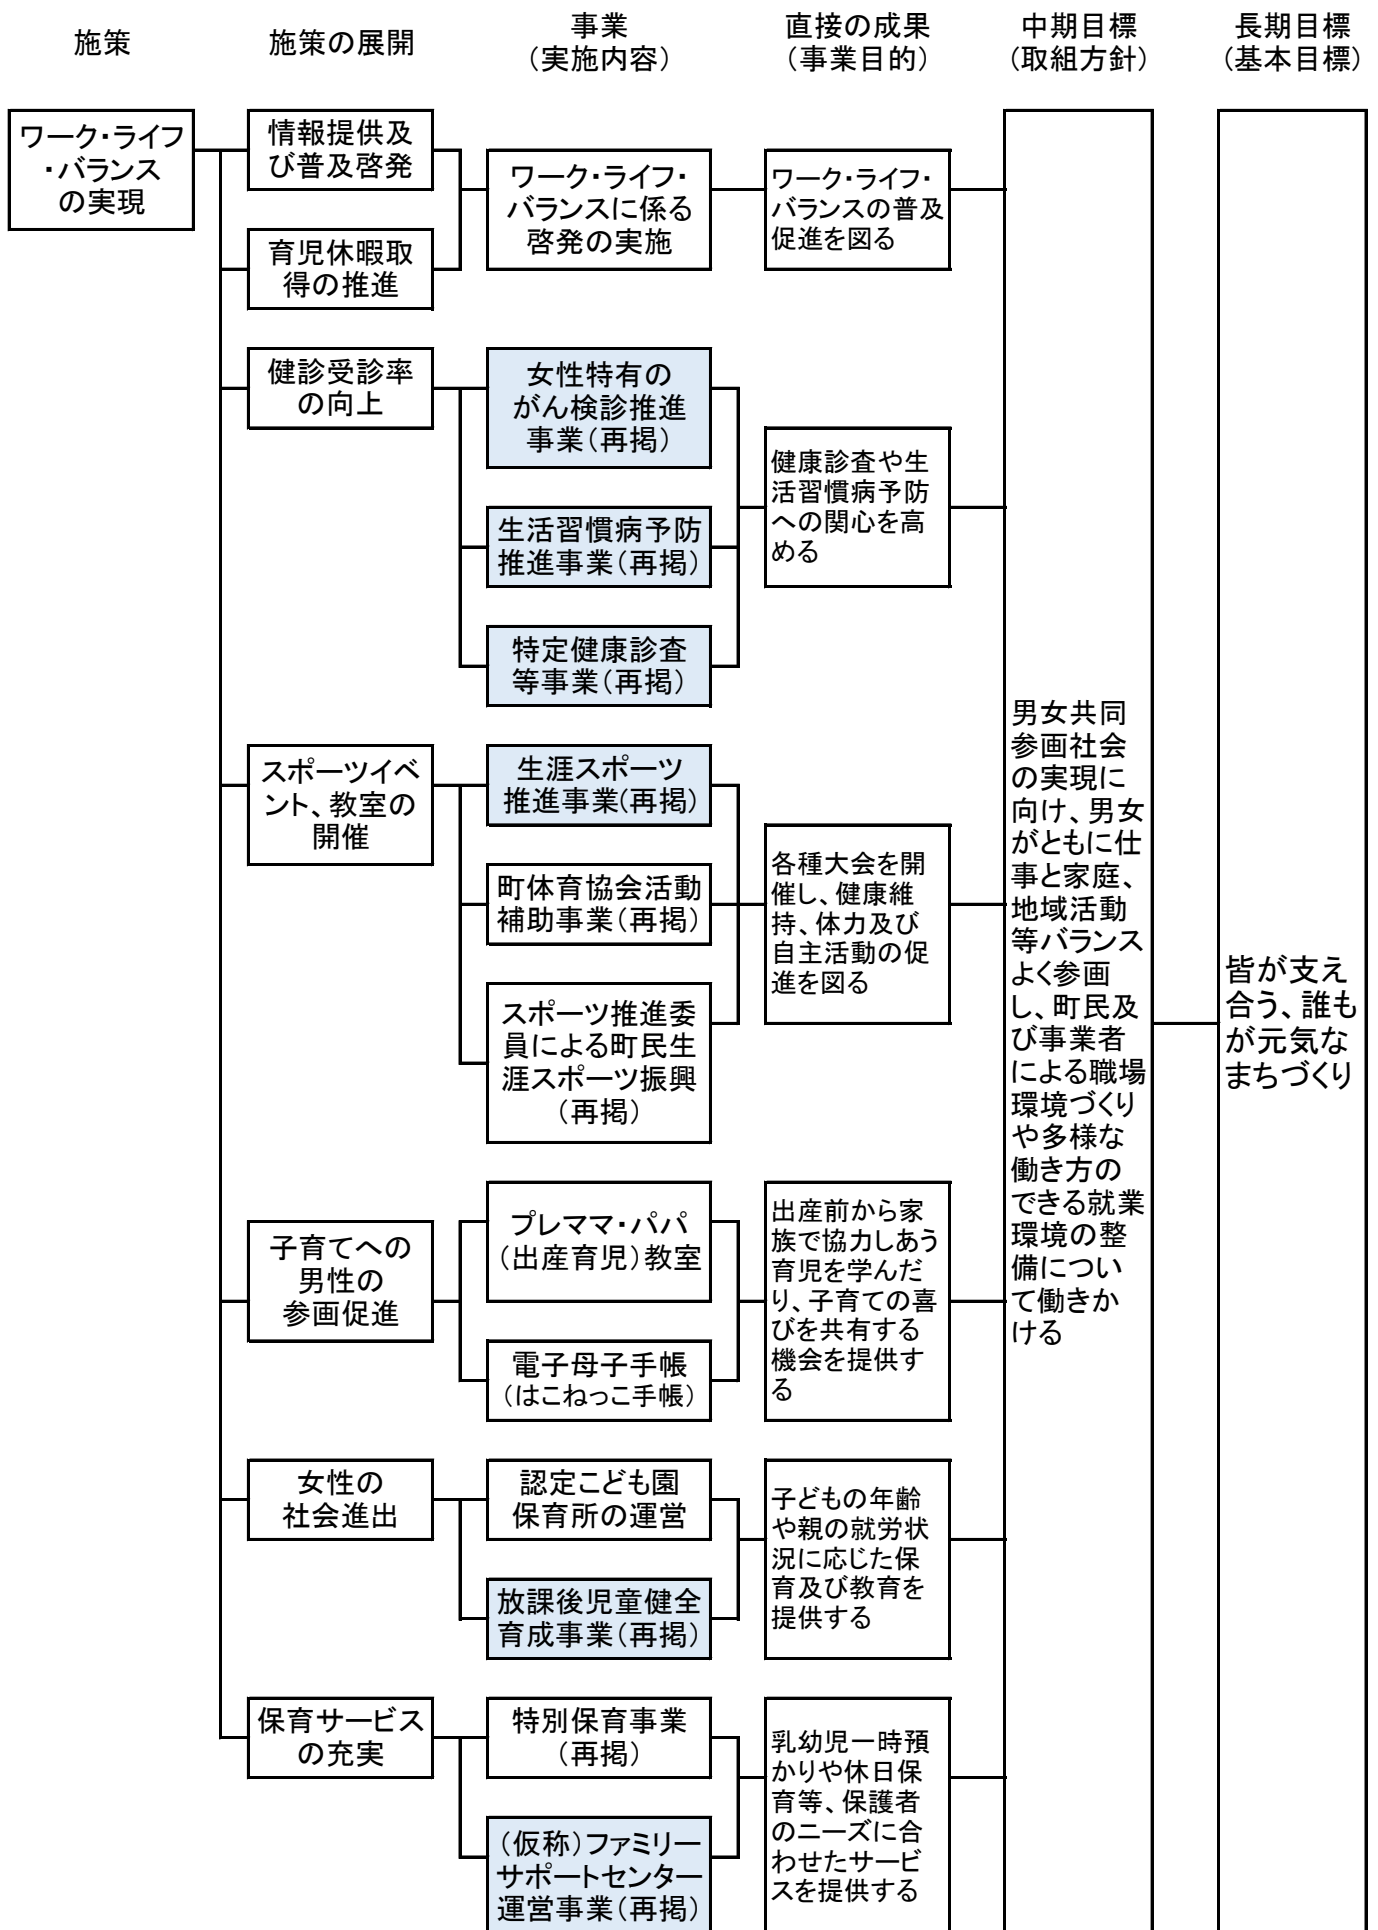 施策
施策の展開
事業
（実施内容）
直接の成果
（事業目的）
中期目標
（取組方針）
長期目標
（基本目標）
ワーク・ライフ
・バランス
の実現
情報提供及
び普及啓発
育児休暇取
得の推進
ワーク・ライフ・
バランスに係る
啓発の実施
ワーク・ライフ・
バランスの普及
促進を図る
健診受診率
の向上
女性特有の
がん検診推進
事業（再掲）
生活習慣病予防
推進事業（再掲）
特定健康診査
等事業（再掲）
健康診査や生
活習慣病予防
への関心を高
める
スポーツイベ
ント、教室の
開催
生涯スポーツ
推進事業（再掲）
町体育協会活動
補助事業（再掲）
スポーツ推進委
員による町民生
涯スポーツ振興
（再掲）
各種大会を開
催し、健康維
持、体力及び
自主活動の促
進を図る
子育てへの
男性の
参画促進
プレママ・パパ
（出産育児）教室
電子母子手帳
（はこねっこ手帳）
出産前から家
族で協力しあう
育児を学んだ
り、子育ての喜
びを共有する
機会を提供す
る
女性の
社会進出
認定こども園
保育所の運営
放課後児童健全
育成事業（再掲）
子どもの年齢
や親の就労状
況に応じた保
育及び教育を
提供する
保育サービス
の充実
特別保育事業
（再掲）
（仮称）ファミリー
サポートセンター
運営事業（再掲）
乳幼児一時預
かりや休日保
育等、保護者
のニーズに合
わせたサービ
スを提供する
男女共同
参画社会
の実現に
向け、男女
がともに仕
事と家庭、
地域活動
等バランス
よく参画
し、町民及
び事業者
による職場
環境づくり
や多様な
働き方の
できる就業
環境の整
備につい
て働きか
ける
皆が支え
合う、誰も
が元気な
まちづくり